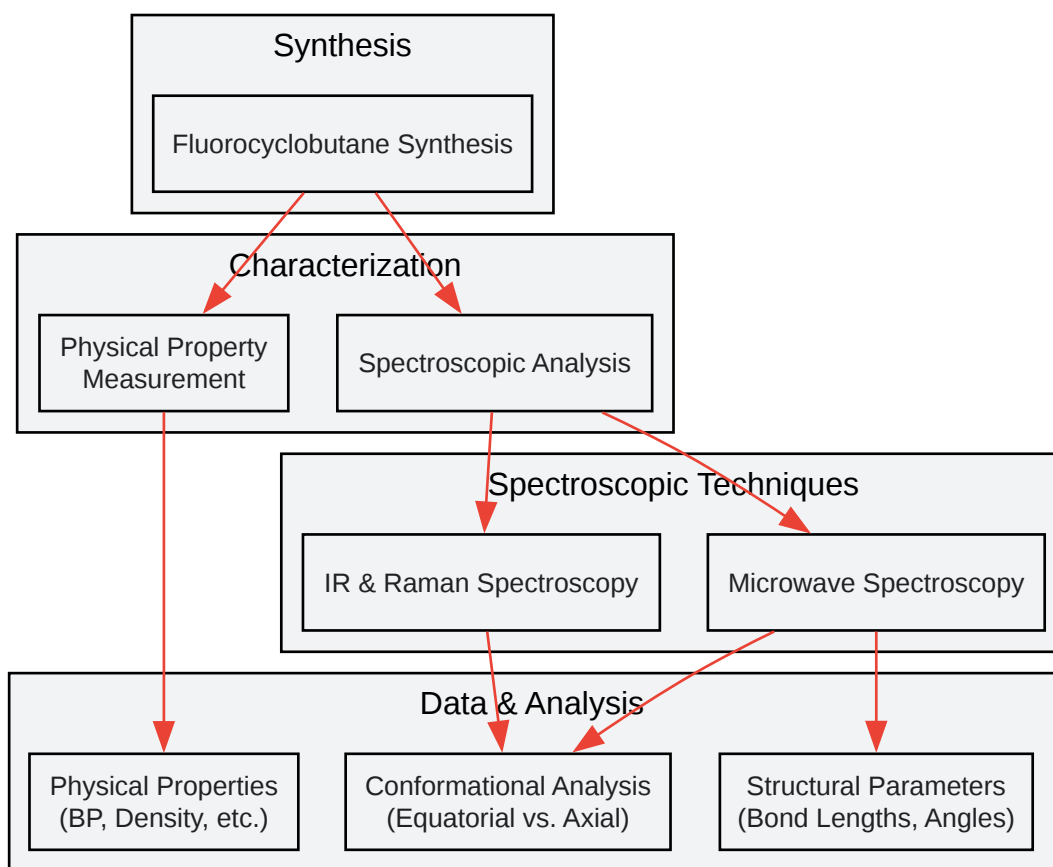 Synthesis
Fluorocyclobutane Synthesis
Characterization
Physical Property
Measurement
Spectroscopic Analysis
Spectroscopic Techniques
IR & Raman Spectroscopy
Microwave Spectroscopy
Data & Analysis
Physical Properties
(BP, Density, etc.)
Conformational Analysis
(Equatorial vs. Axial)
Structural Parameters
(Bond Lengths, Angles)